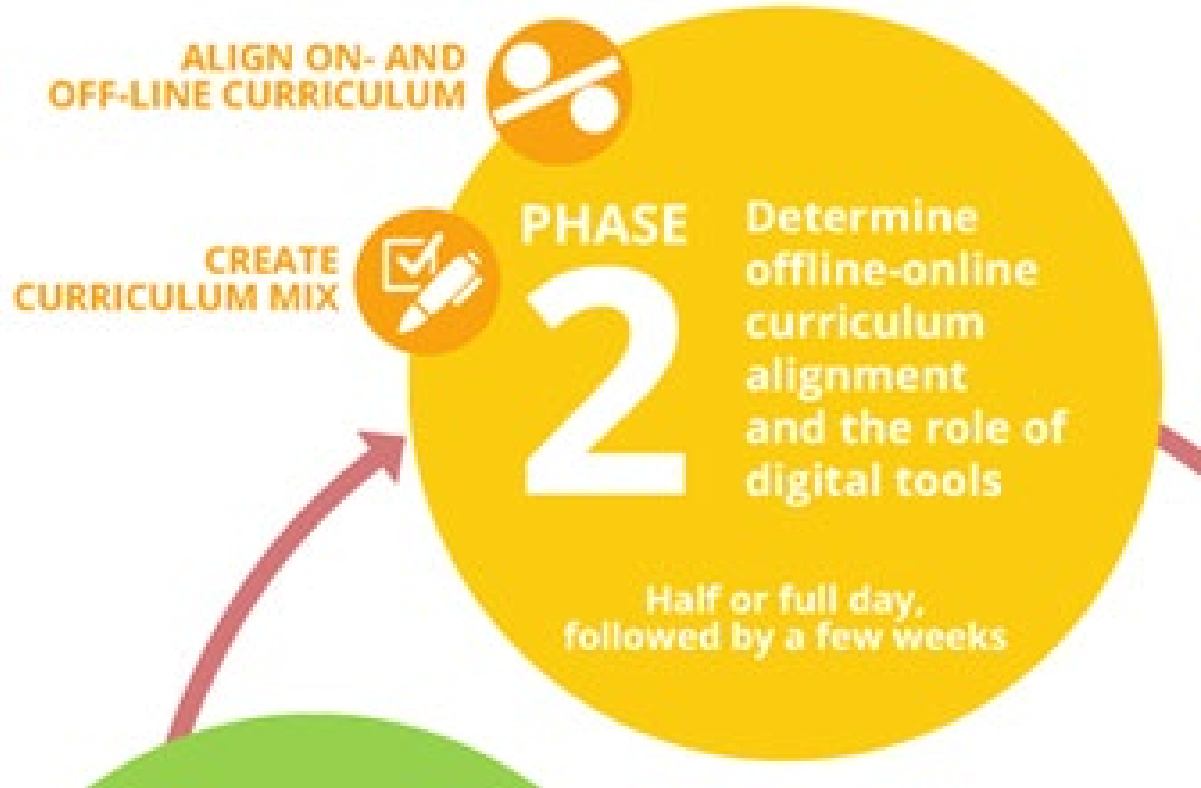 ALIGN ON- AND
OFF-LINE CURRICULUM
CREATE
CURRICULUM MIX
PHASE
2
Determine
offline-online
curriculum
alignment
and the role of
digital tools
Half or full day,
followed by a few weeks